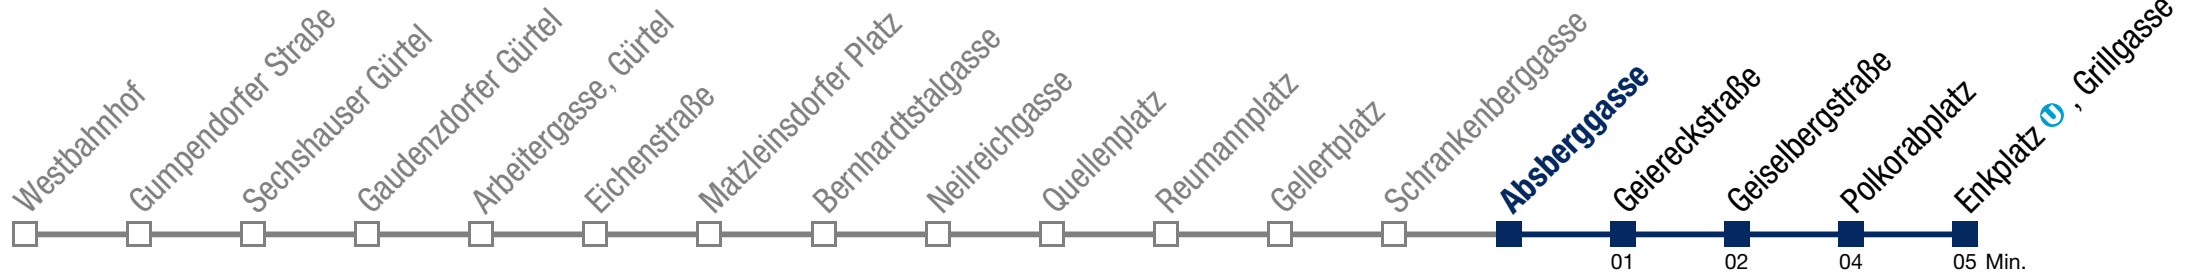 Westbahnhof
Gumpendorfer Straße
Sechshauser Gürtel
Gaudenzdorfer Gürtel
Arbeitergasse, Gürtel
Eichenstraße
Matzleinsdorfer Platz
Bernhardtstalgasse
Neilreichgasse
Quellenplatz
Reumannplatz
Gellertplatz
Schrankenberggasse
Absberggasse
Geiereckstraße
Geiselbergstraße
Polkorabplatz
Enkplatz U , Grillgasse
01 02 04 05 Min.